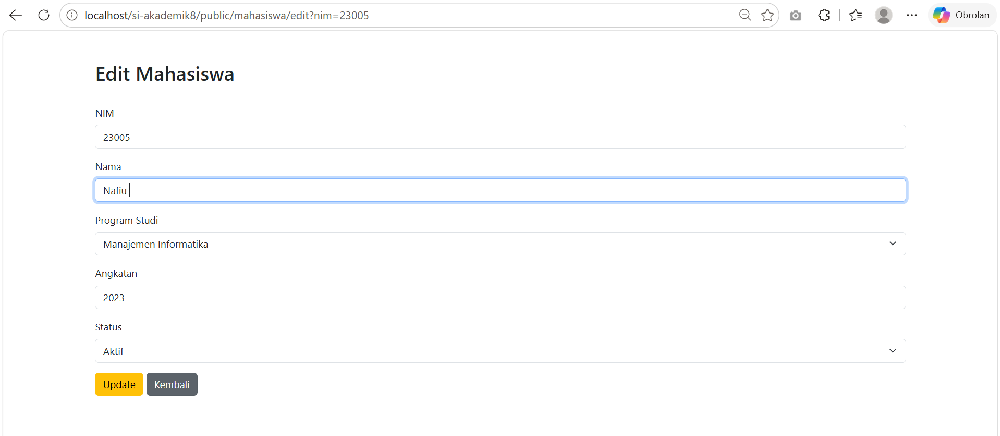 localhost/si-akademik8/public/mahasiswa/edit?nim=23005
Obrolan
Edit Mahasiswa
NIM
23005
Nama
Nafiu
Program Studi
Manajemen Informatika
Angkatan
2023
Status
Aktif
Update Kembali